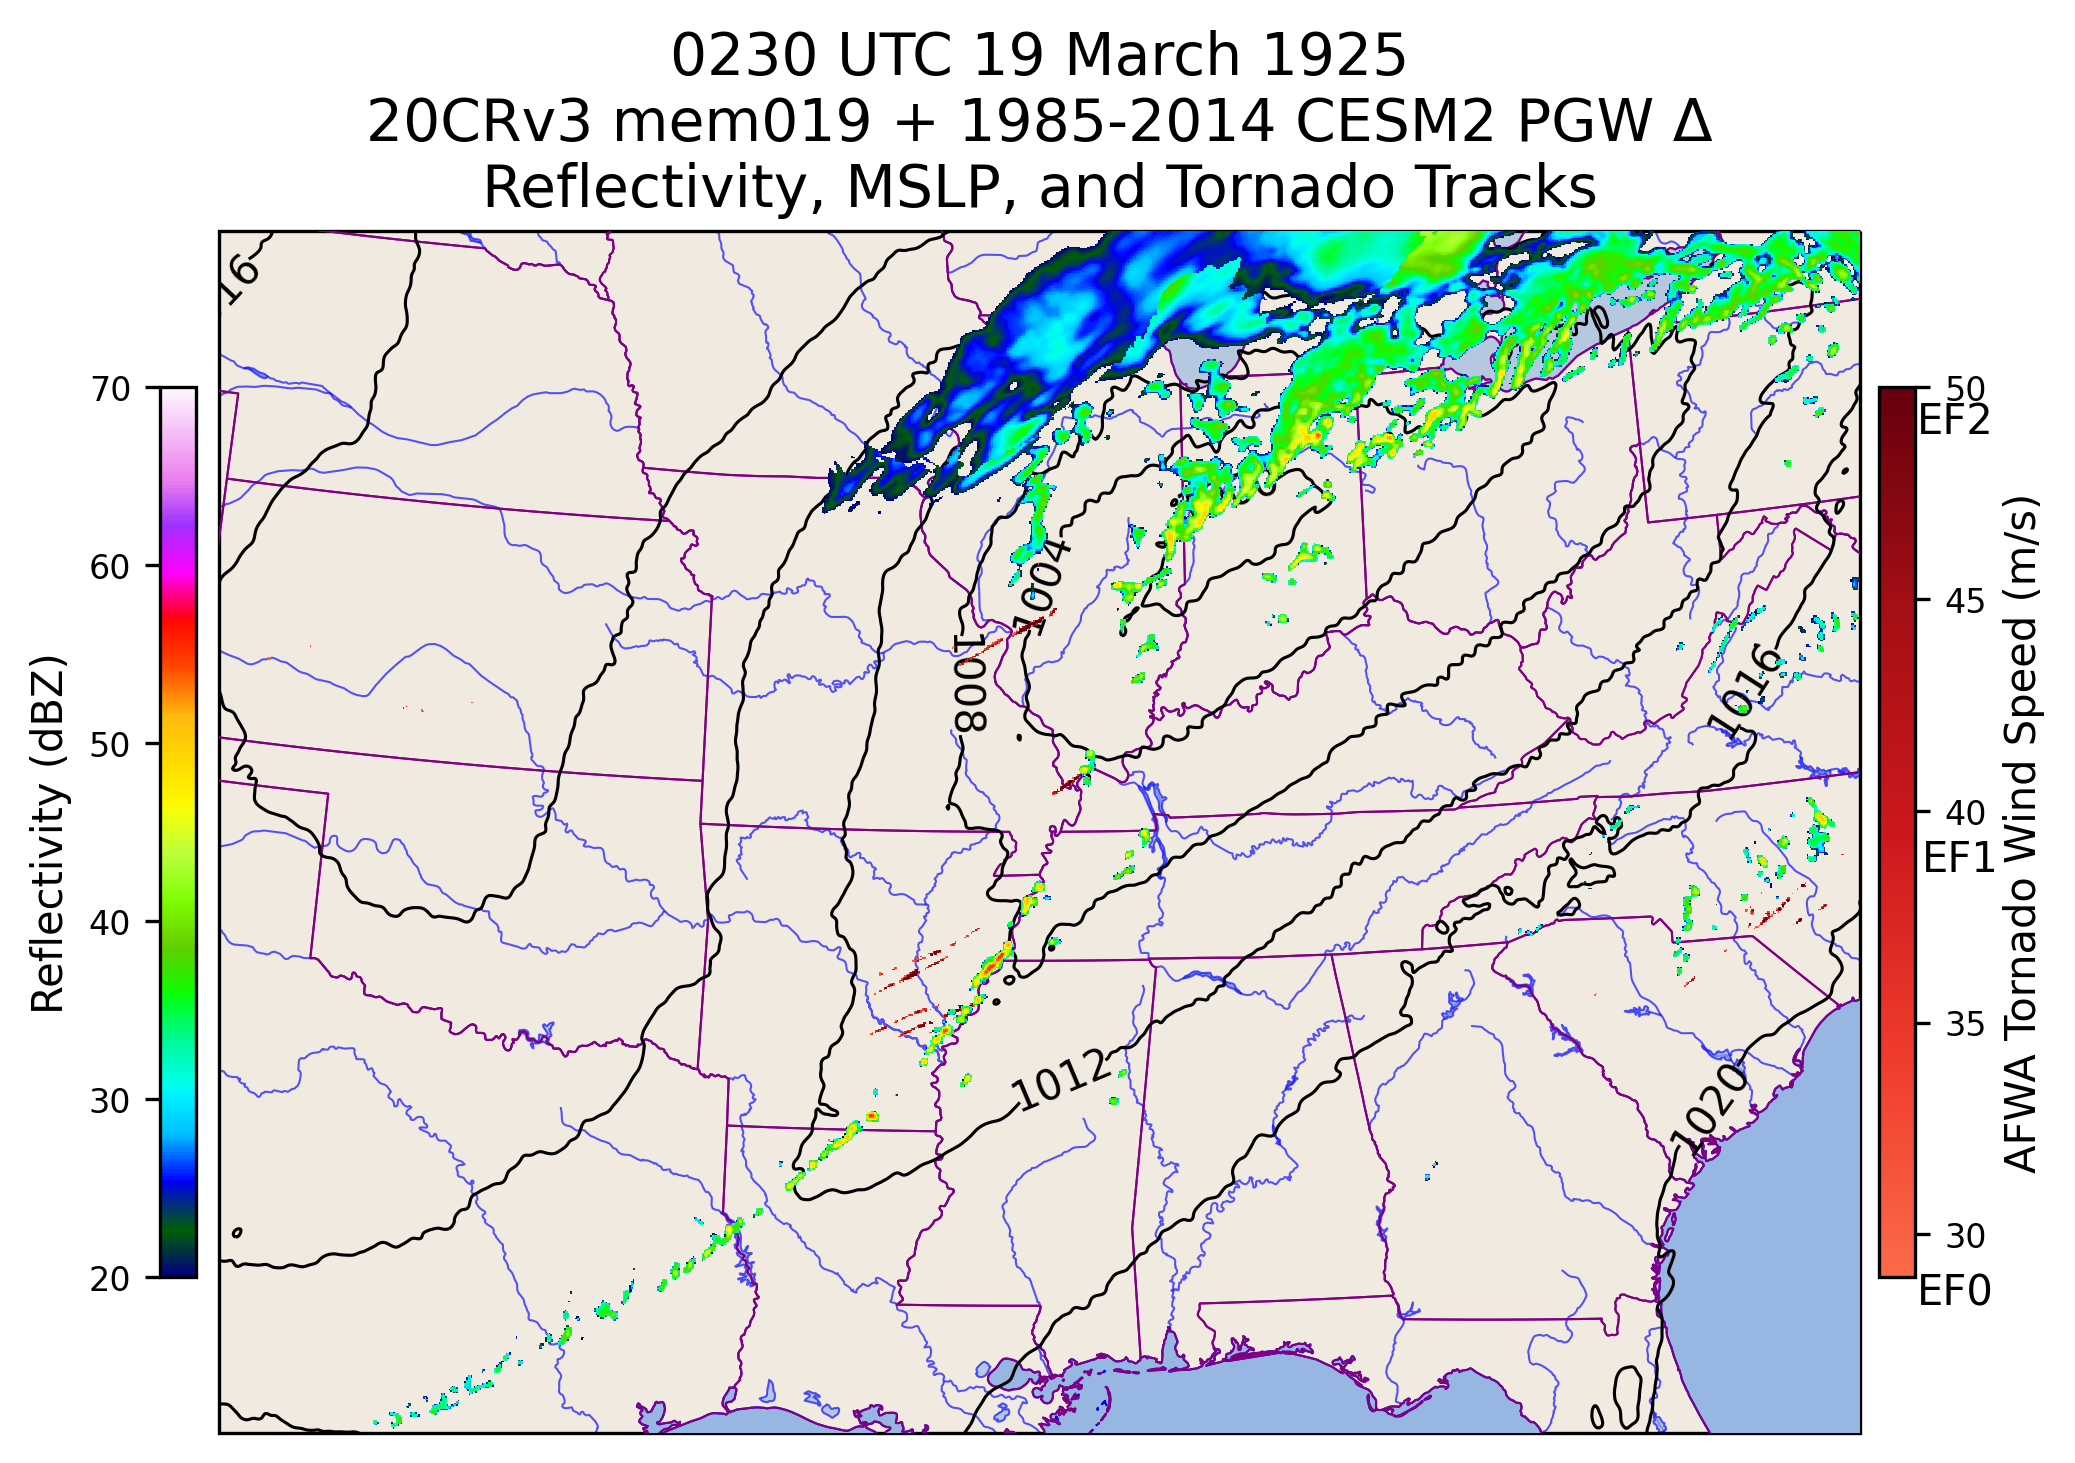 0230 UTC 19 March 1925
20CRv3 mem019 + 1985-2014 CESM2 PGW Δ
Reflectivity, MSLP, and Tornado Tracks
16
70
60
50
40
30
20
Reflectivity (dBZ)
1004
1008
1016
1012
1020
50
EF2
45
40
EF1
35
30
EF0
AFWA Tornado Wind Speed (m/s)